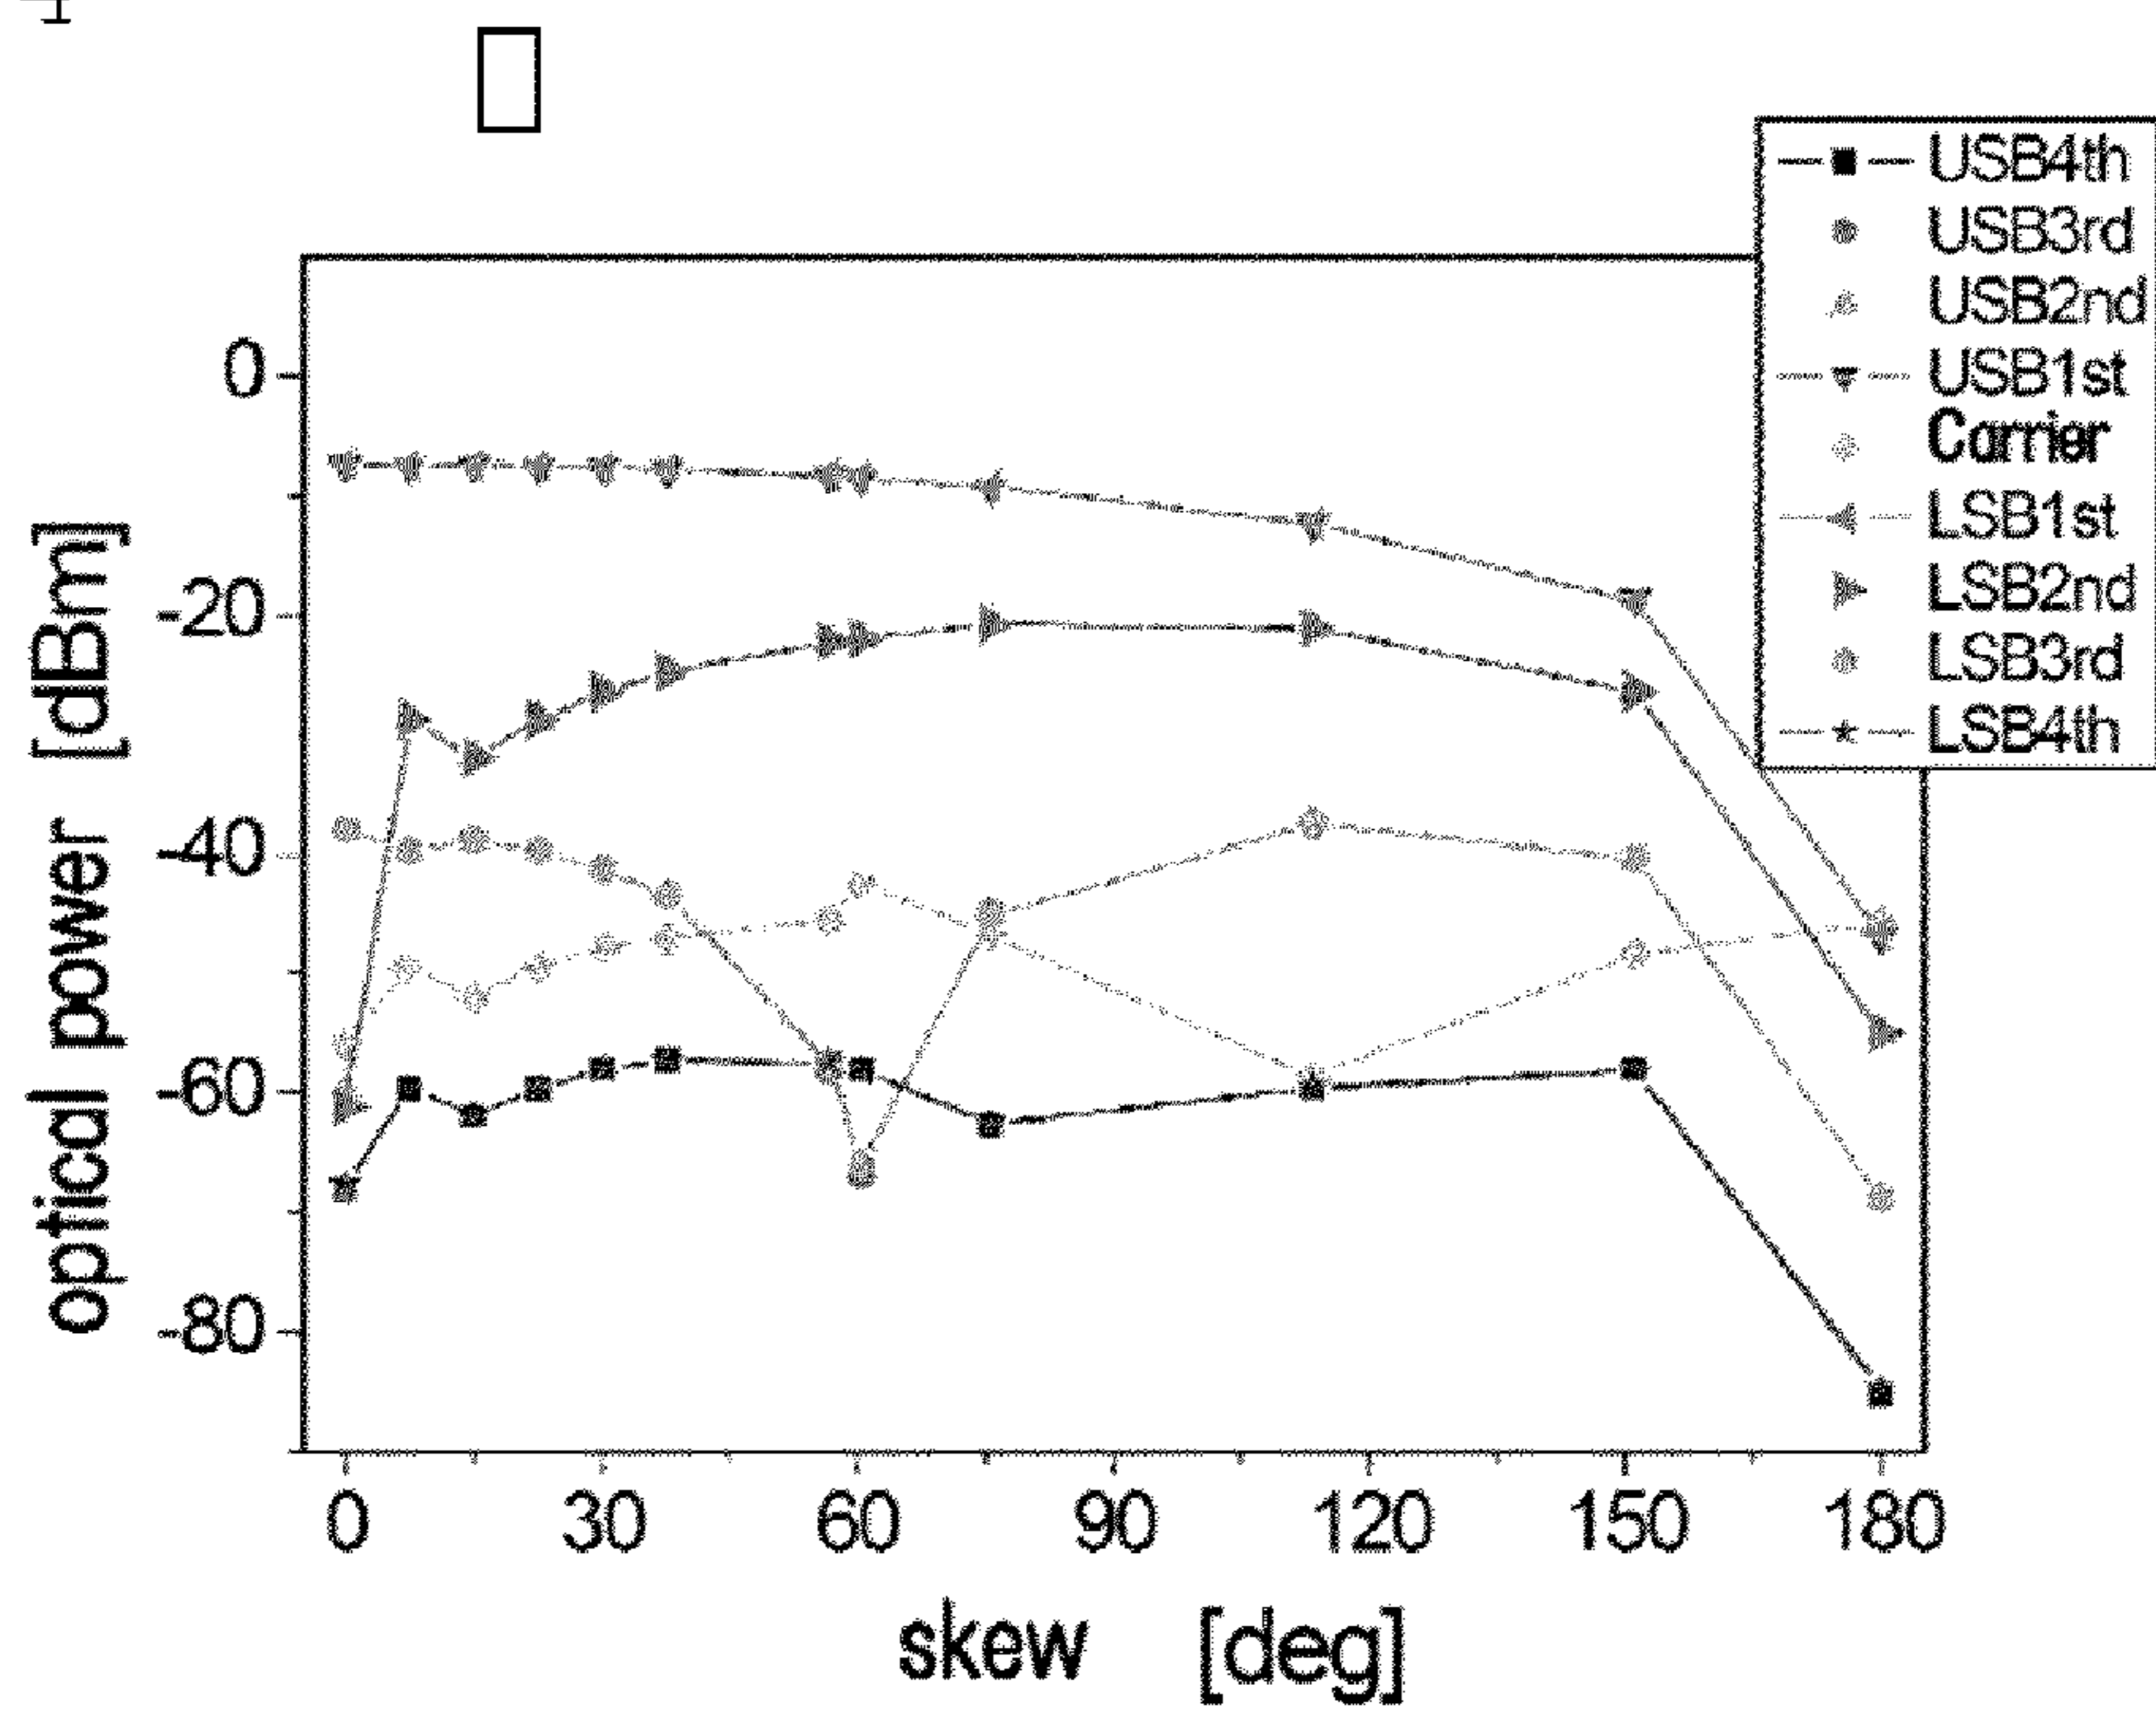 USB4th
USB3rd
USB2nd
USB1st
Carrier
LSB1st
LSB2nd
LSB3rd
LSB4th
0
-20
-40
-60
-80
optical power [dBm]
0 30 60 90 120 150 180
skew [deg]